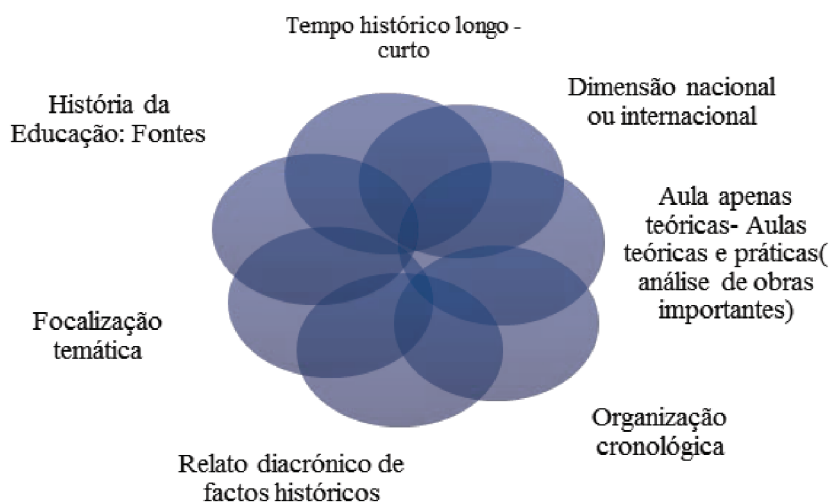 Tempo histórico longo -
curto
Dimensão nacional
ou internacional
Aula apenas
teóricas- Aulas
teóricas e práticas(
análise de obras
importantes)
Organização
cronológica
Relato diacrónico de
factos históricos
Focalização
temática
História da
Educação: Fontes